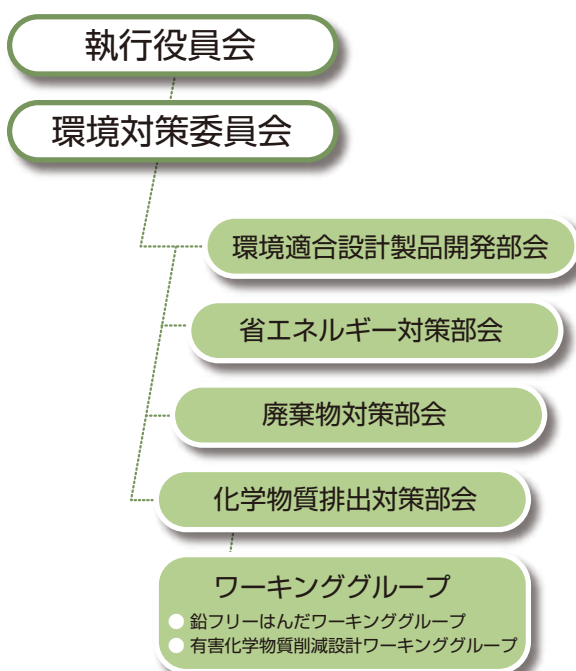 執行役員会
環境対策委員会
環境適合設計製品開発部会
省エネルギー対策部会
廃棄物対策部会
化学物質排出対策部会
ワーキンググループ
鉛フリーはんだワーキンググループ
有害化学物質削減設計ワーキンググループ